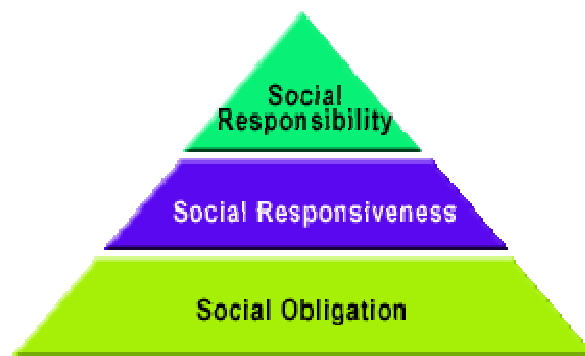 Social
Responsibility
Social Responsiveness
Social Obligation